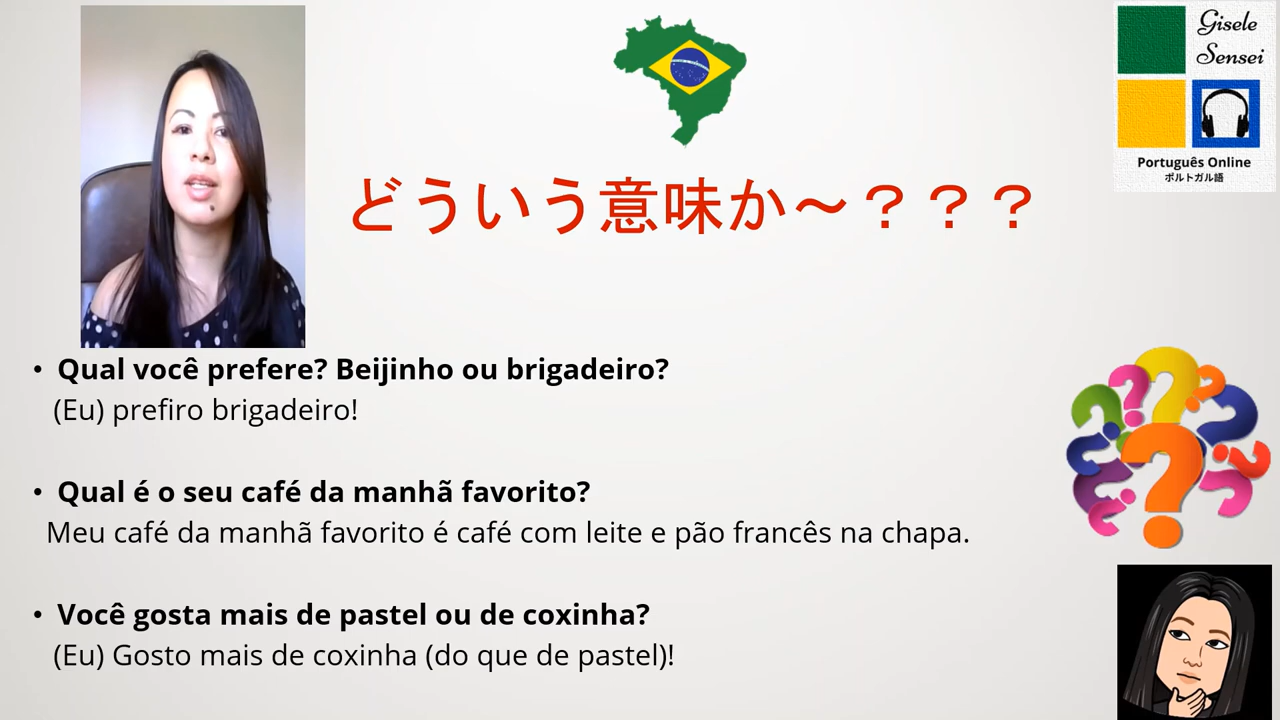 Gisele
Sensei
Português Online
ポルトガル語
どういう意味か～？？？
• Qual você prefere? Beijinho ou brigadeiro?
(Eu) prefiro brigadeiro!
• Qual é o seu café da manhã favorito?
Meu café da manhã favorito é café com leite e pão francês na chapa.
• Você gosta mais de pastel ou de coxinha?
(Eu) Gosto mais de coxinha (do que de pastel)!